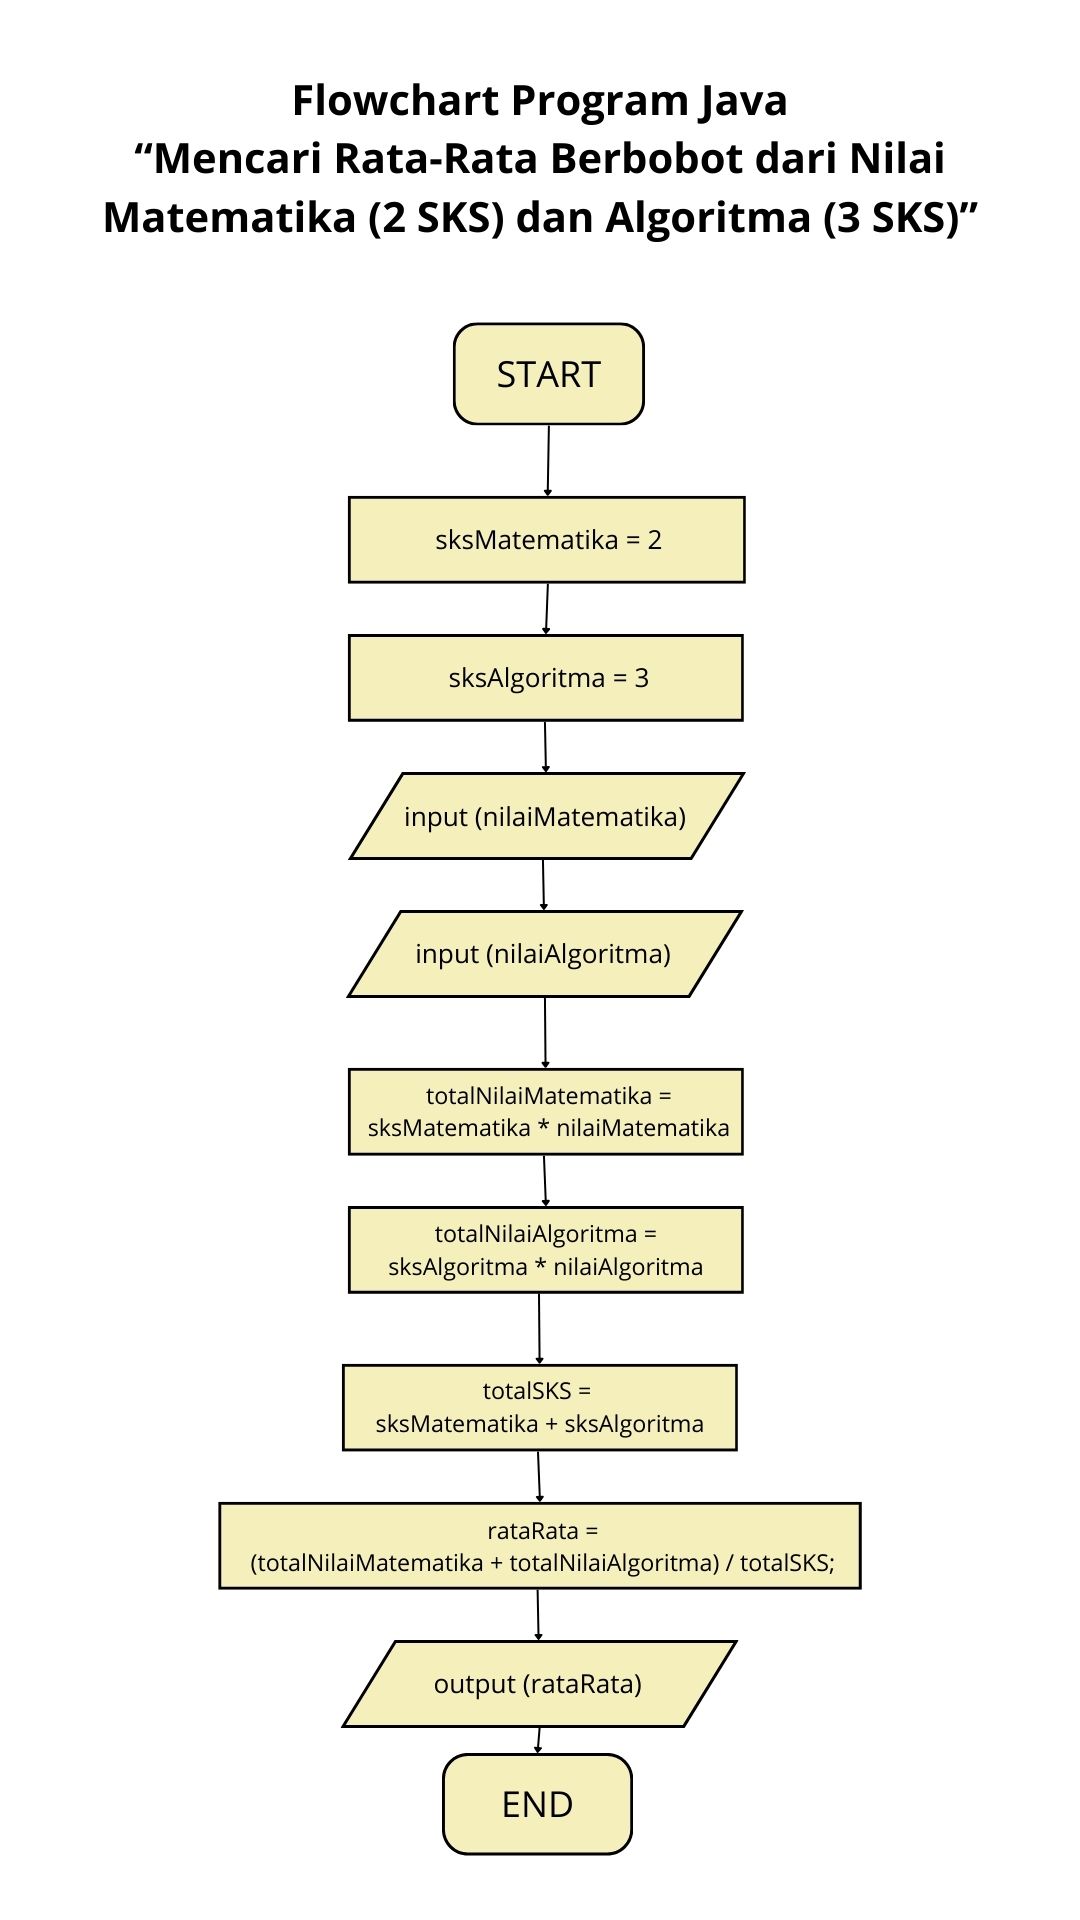 Flowchart Program Java
“Mencari Rata-Rata Berbobot dari Nilai
Matematika (2 SKS) dan Algoritma (3 SKS)”
START
sksMatematika = 2
sksAlgoritma = 3
input (nilaiMatematika)
input (nilaiAlgoritma)
totalNilaiMatematika =
sksMatematika * nilaiMatematika
totalNilaiAlgoritma =
sksAlgoritma * nilaiAlgoritma
totalSKS =
sksMatematika + sksAlgoritma
rataRata =
(totalNilaiMatematika + totalNilaiAlgoritma) / totalSKS;
output (rataRata)
END